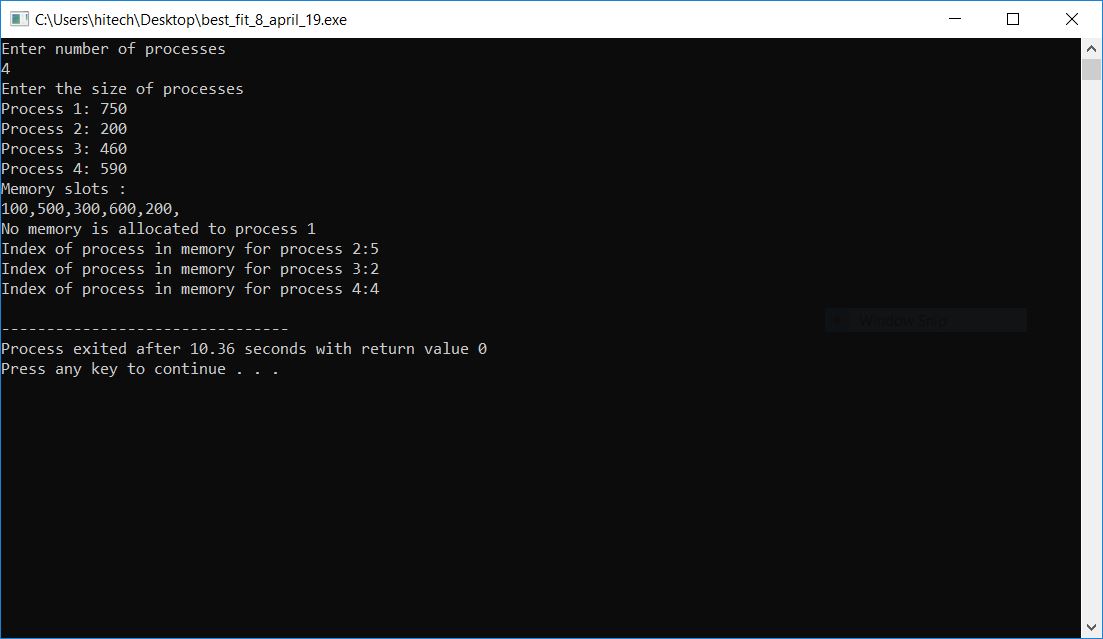 C:\Users\hitech\Desktop\best_fit_8_april_19.exe
Enter number of processes
4
Enter the size of processes
Process 1: 750
Process 2: 200
Process 3: 460
Process 4: 590
Memory slots :
100,500,300,600,200,
No memory is allocated to process 1
Index of process in memory for process 2:5
Index of process in memory for process 3:2
Index of process in memory for process 4:4
--------------------------------
Window Snip
Process exited after 10.36 seconds with return value 0
Press any key to continue . . .